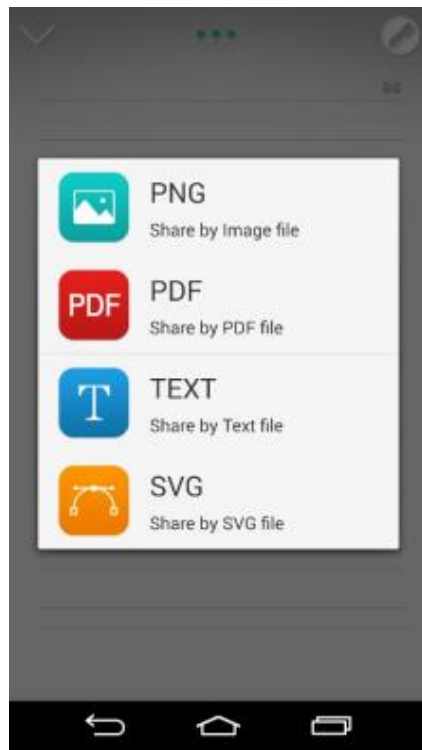 PNG
Share by Image file
PDF
PDF
Share by PDF file
T
TEXT
Share by Text file
SVG
Share by SVG file